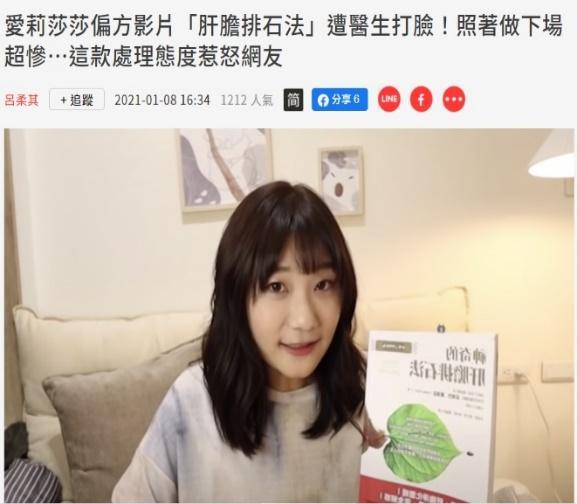 愛莉莎莎偏方影片「肝膽排石法」遭醫生打臉！照著做下場
超慘…這款處理態度惹怒網友
呂柔其 + 追蹤 2021-01-08 16:34 1212 人氣 简 分享 6 LINE
神奇的
肝膽排石法